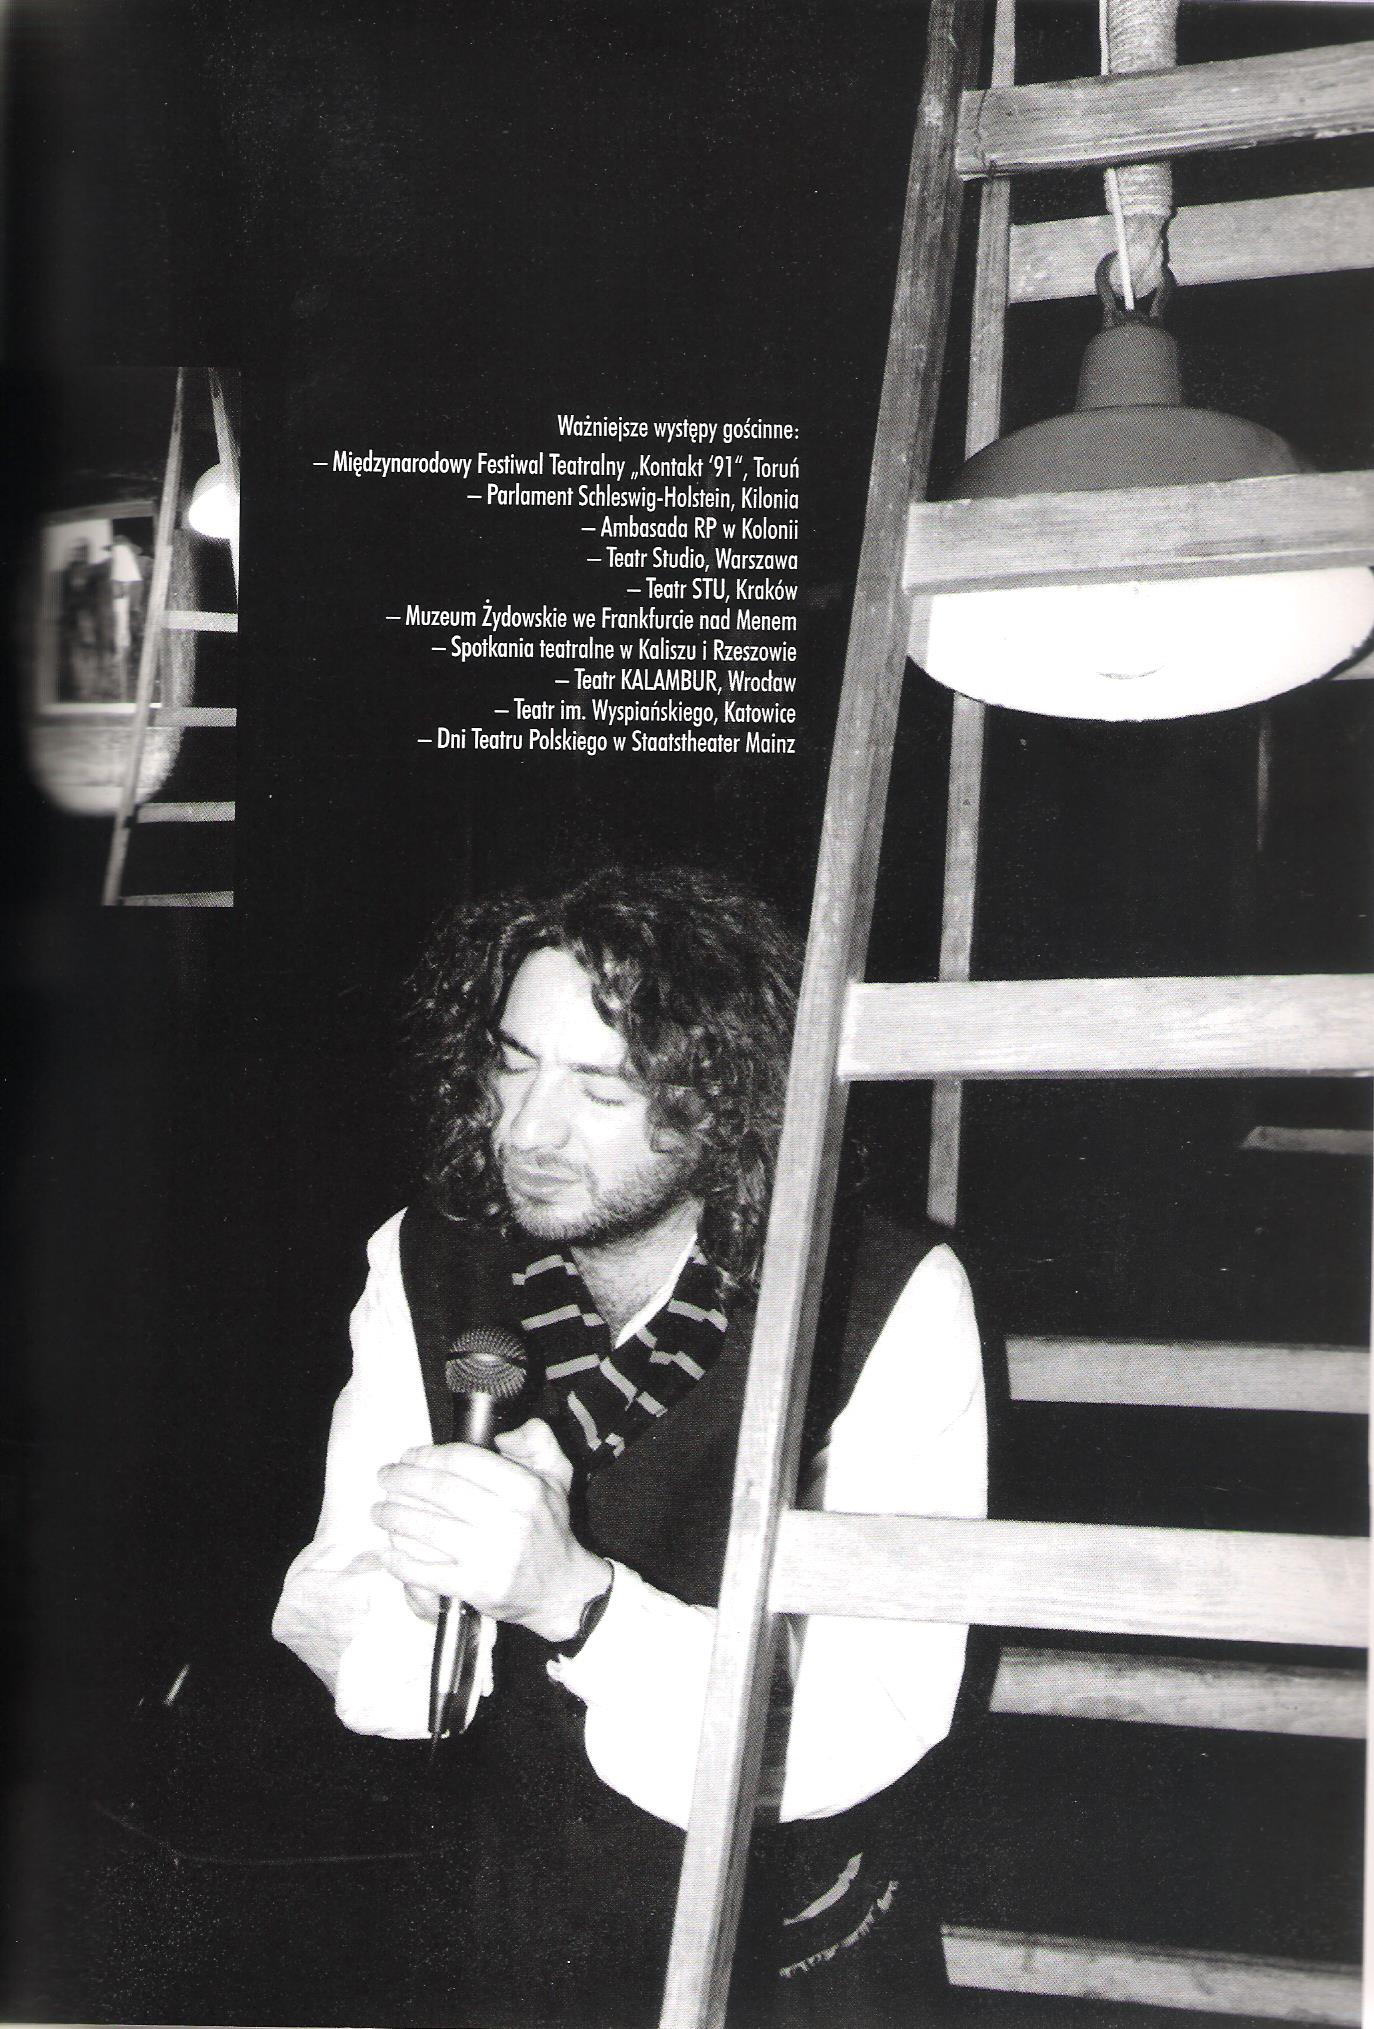 Ważniejsze występy gościnne:
– Międzynarodowy Festiwal Teatralny „Kontakt ‘91“, Toruń
– Parlament Schleswig-Holstein, Kilonia
– Ambasada RP w Kolonii
– Teatr Studio, Warszawa
– Teatr STU, Kraków
– Muzeum Żydowskie we Frankfurcie nad Menem
– Spotkania teatralne w Kaliszu i Rzeszowie
– Teatr KALAMBUR, Wrocław
– Teatr im. Wyspiańskiego, Katowice
– Dni Teatru Polskiego w Staatstheater Mainz